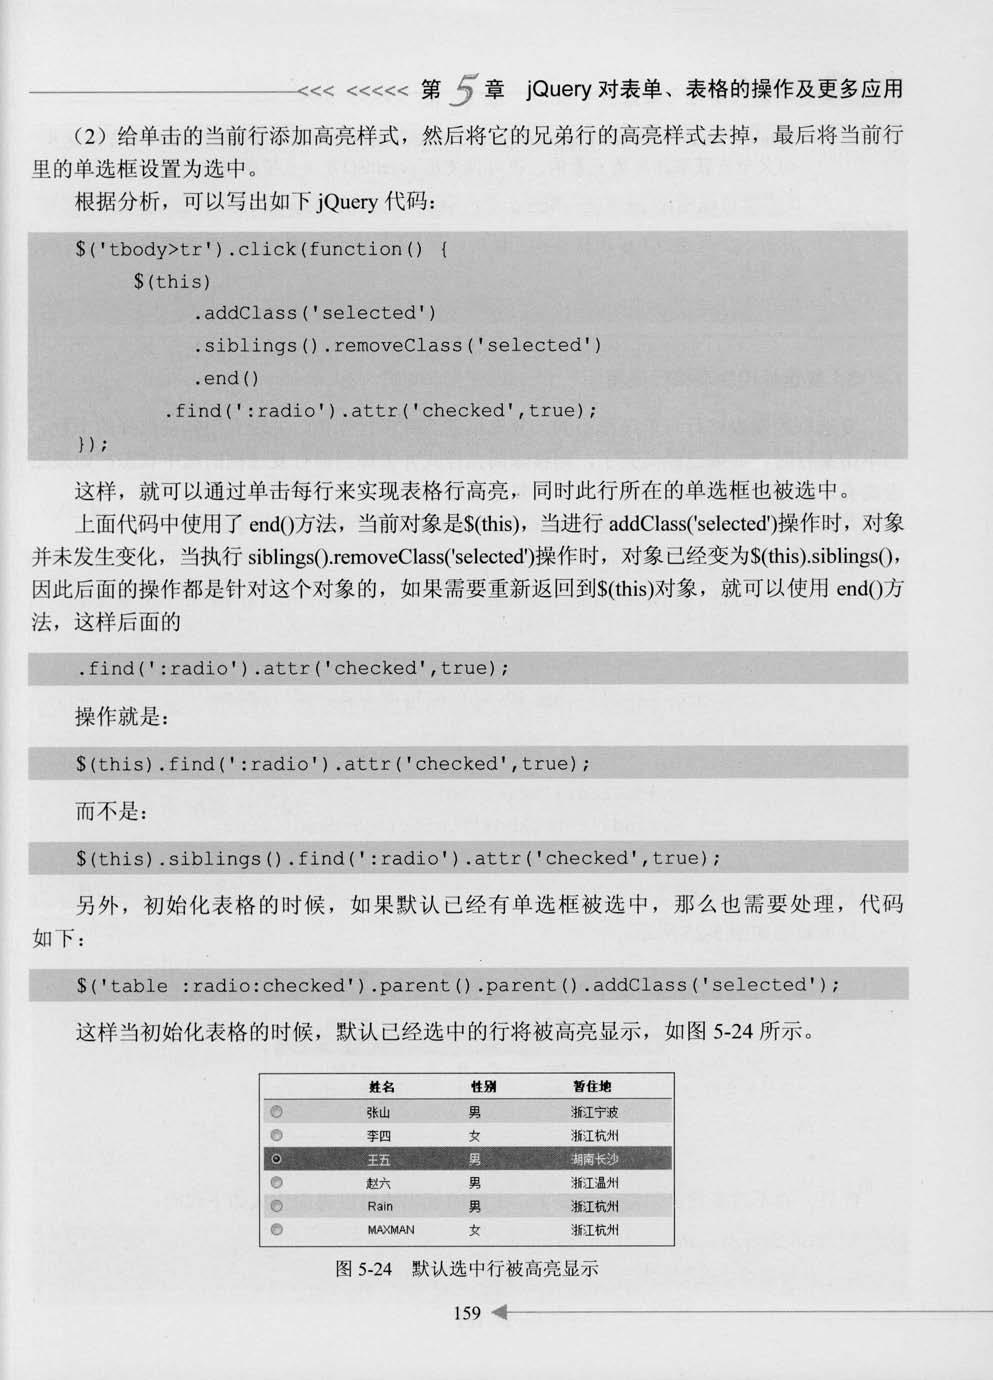 <<< <<<<< 第5章 jQuery 对表单、表格的操作及更多应用
（2）给单击的当前行添加高亮样式，然后将它的兄弟行的高亮样式去掉，最后将当前行
里的单选框设置为选中。
根据分析，可以写出如下 jQuery 代码：
$('tbody>tr').click(function() {
$(this)
.addClass('selected')
.siblings().removeClass('selected')
.end()
.find(':radio').attr('checked',true);
});
这样，就可以通过单击每行来实现表格行高亮，同时此行所在的单选框也被选中。
上面代码中使用了 end()方法，当前对象是$(this)，当进行 addClass('selected')操作时，对象
并未发生变化，当执行 siblings().removeClass('selected')操作时，对象已经变为$(this).siblings()，
因此后面的操作都是针对这个对象的，如果需要重新返回到$(this)对象，就可以使用 end()方
法，这样后面的
.find(':radio').attr('checked',true);
操作就是：
$(this).find(':radio').attr('checked',true);
而不是：
$(this).siblings().find(':radio').attr('checked',true);
另外，初始化表格的时候，如果默认已经有单选框被选中，那么也需要处理，代码
如下：
$('table :radio:checked').parent().parent().addClass('selected');
这样当初始化表格的时候，默认已经选中的行将被高亮显示，如图 5-24 所示。
姓名 性别 暂住地
张山 男 浙江宁波
李四 女 浙江杭州
王五 男 湖南长沙
赵六 男 浙江温州
Rain 男 浙江杭州
MAXMAN 女 浙江杭州
图 5-24 默认选中行被高亮显示
159